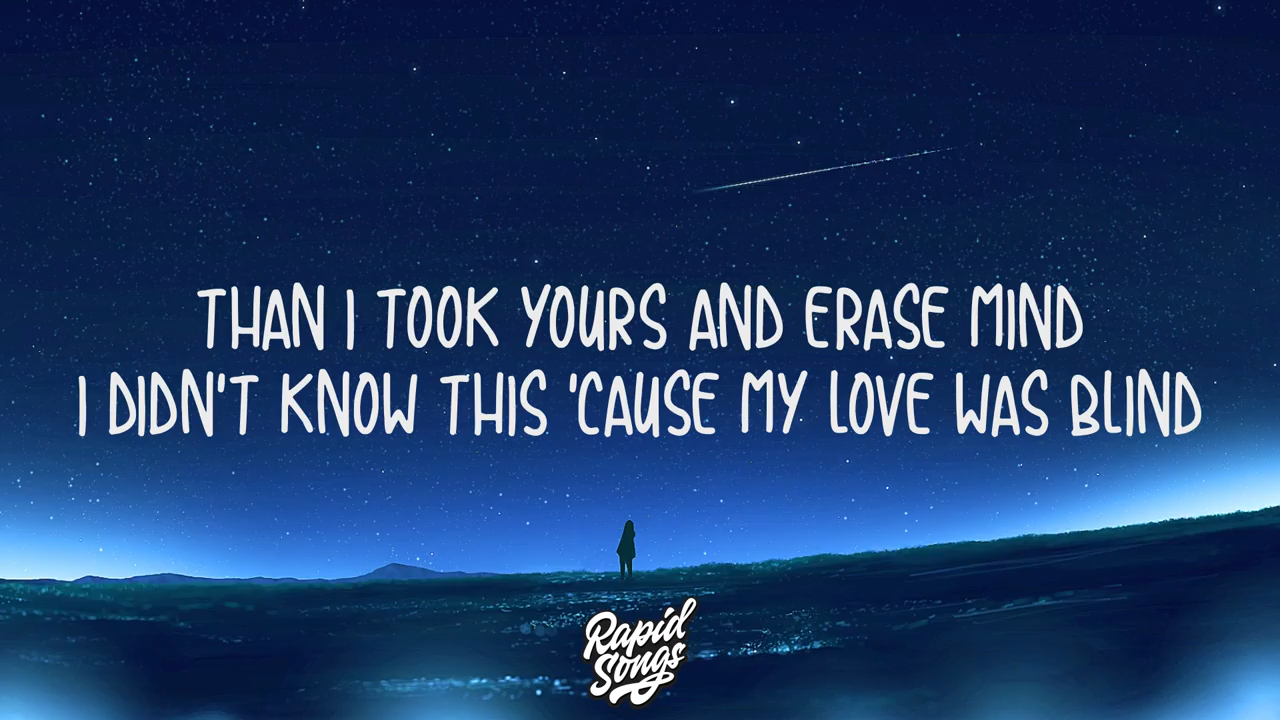 THAN I TOOK YOURS AND ERASE MIND
I DIDN'T KNOW THIS 'CAUSE MY LOVE WAS BLIND
Rapid
Songs